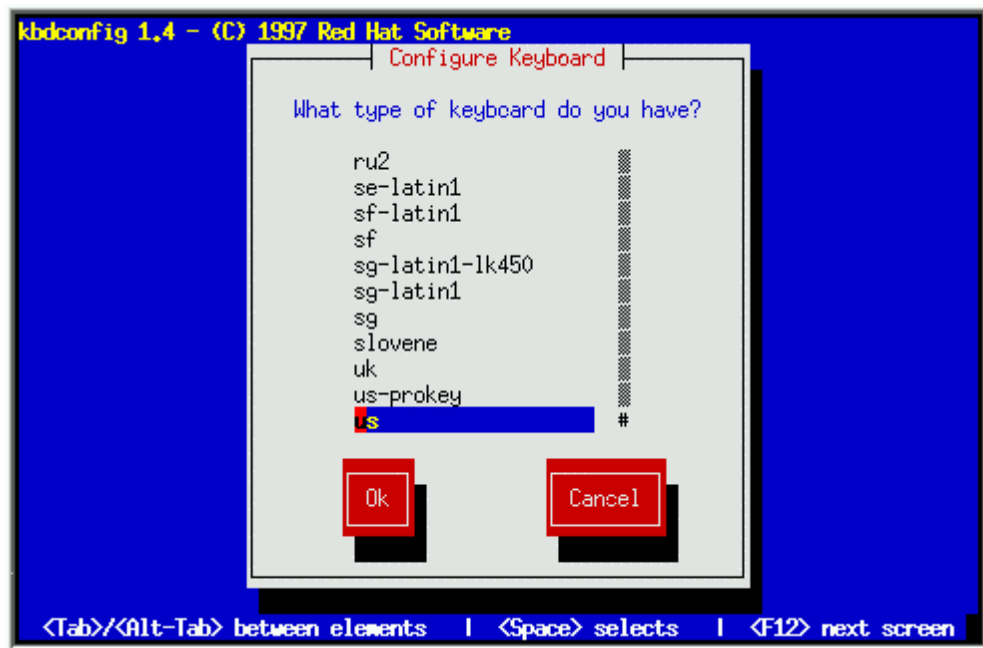 kbdconfig 1.4 - (C) 1997 Red Hat Software
Configure Keyboard
What type of keyboard do you have?
ru2
se-latin1
sf-latin1
sf
sg-latin1-lk450
sg-latin1
sg
slovene
uk
us-prokey
us #
Ok Cancel
<Tab>/<Alt-Tab> between elements | <Space> selects | <F12> next screen